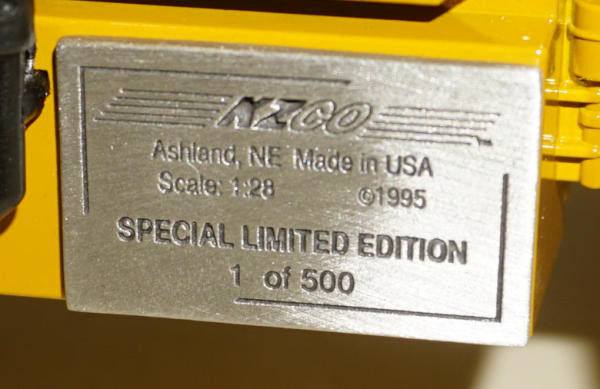 NZCO
Ashland, NE Made in USA
Scale: 1:28 ©1995
SPECIAL LIMITED EDITION
1 of 500